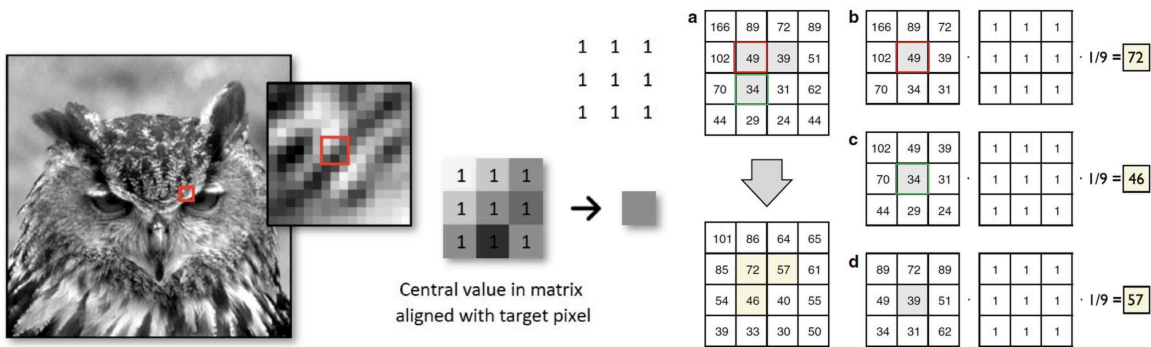 1 1 1
1 1 1
1 1 1
1 1 1
1 1 1
1 1 1
Central value in matrix
aligned with target pixel
a
166 89 72 89
102 49 39 51
70 34 31 62
44 29 24 44
101 86 64 65
85 72 57 61
54 46 40 55
39 33 30 50
b
166 89 72 1 1 1
102 49 39 · 1 1 1 · 1/9 = 72
70 34 31 1 1 1
c
102 49 39 1 1 1
70 34 31 · 1 1 1 · 1/9 = 46
44 29 24 1 1 1
d
89 72 89 1 1 1
49 39 51 · 1 1 1 · 1/9 = 57
34 31 62 1 1 1